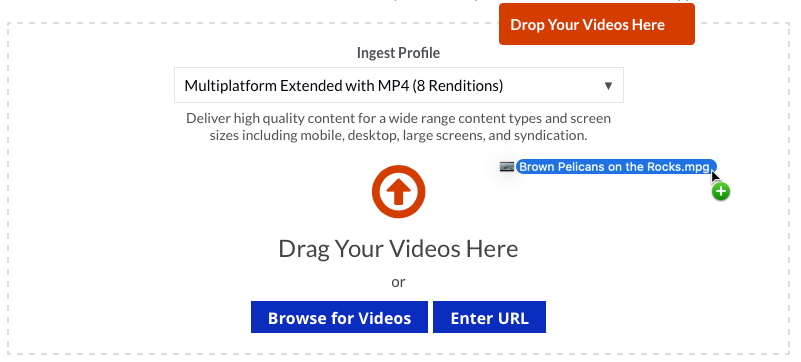 Drop Your Videos Here
Ingest Profile
Multiplatform Extended with MP4 (8 Renditions)
Deliver high quality content for a wide range content types and screen
sizes including mobile, desktop, large screens, and syndication.
Brown Pelicans on the Rocks.mpg
Drag Your Videos Here
or
Browse for Videos
Enter URL